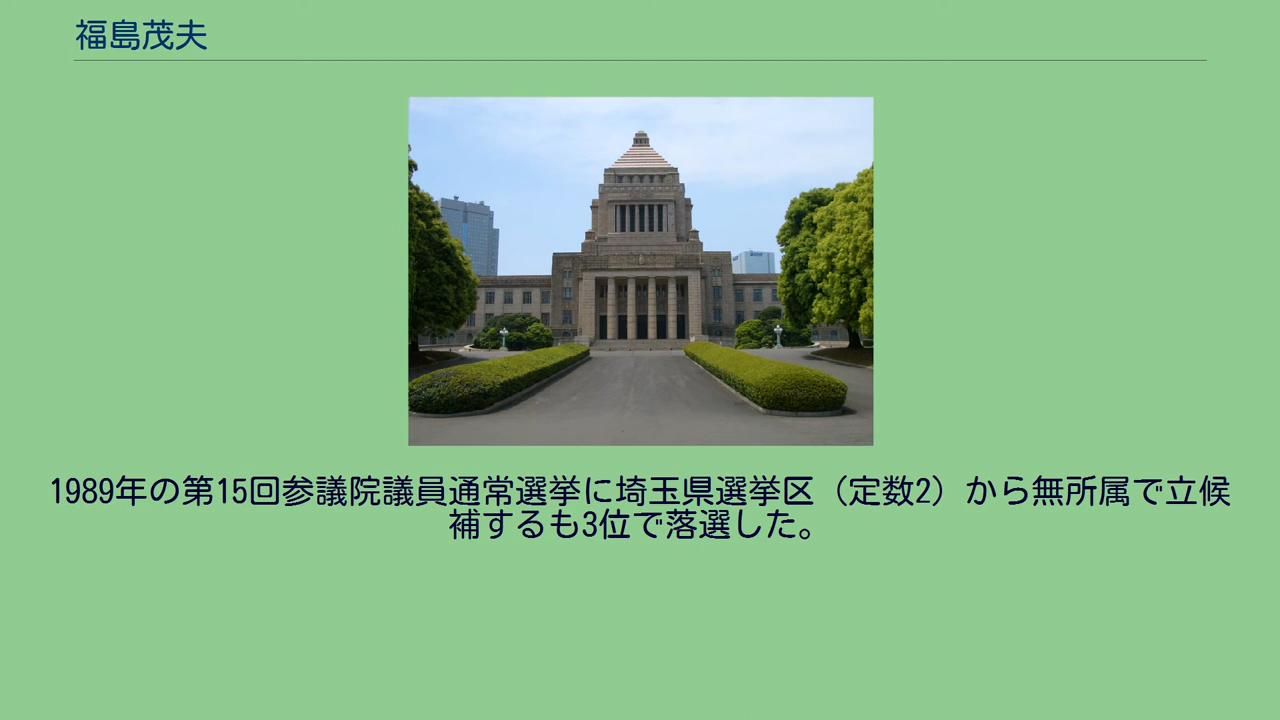 福島茂夫
1989年の第15回参議院議員通常選挙に埼玉県選挙区（定数2）から無所属で立候
補するも3位で落選した。